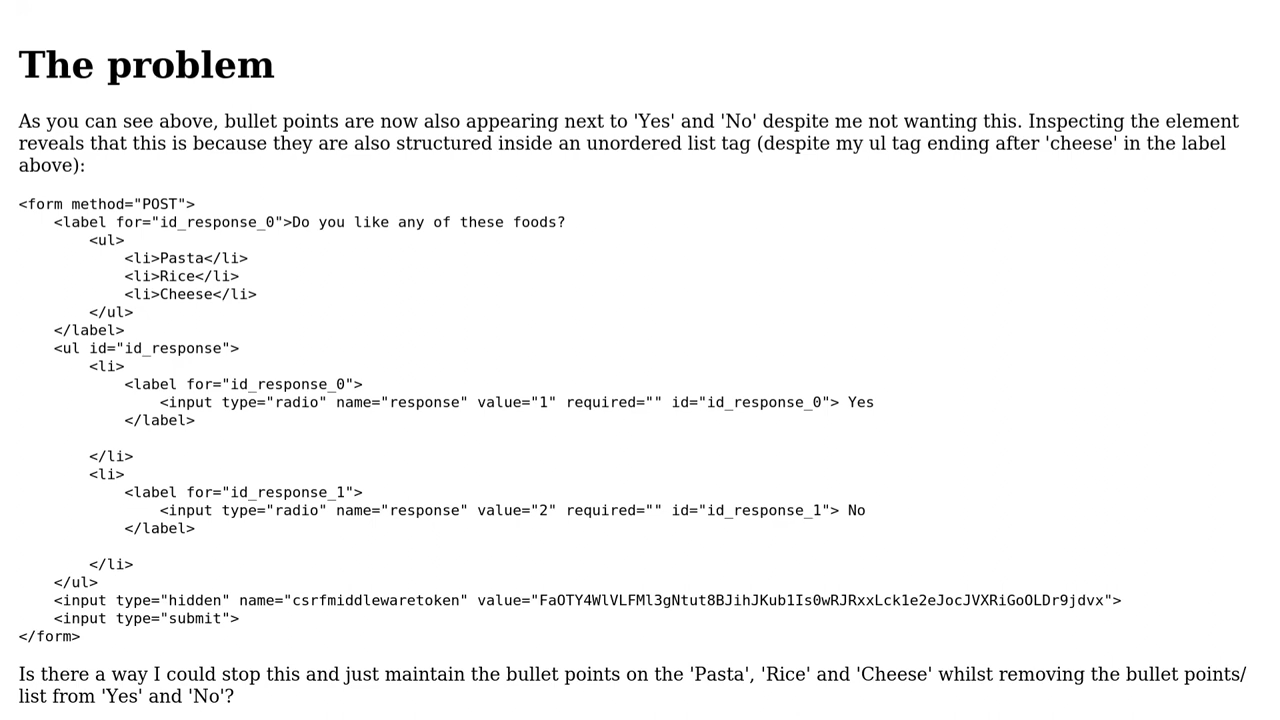 The problem
As you can see above, bullet points are now also appearing next to 'Yes' and 'No' despite me not wanting this. Inspecting the element
reveals that this is because they are also structured inside an unordered list tag (despite my ul tag ending after 'cheese' in the label
above):
<form method="POST">
    <label for="id_response_0">Do you like any of these foods?
        <ul>
            <li>Pasta</li>
            <li>Rice</li>
            <li>Cheese</li>
        </ul>
    </label>
    <ul id="id_response">
        <li>
            <label for="id_response_0">
                <input type="radio" name="response" value="1" required="" id="id_response_0"> Yes
            </label>

        </li>
        <li>
            <label for="id_response_1">
                <input type="radio" name="response" value="2" required="" id="id_response_1"> No
            </label>

        </li>
    </ul>
    <input type="hidden" name="csrfmiddlewaretoken" value="FaOTY4WlVLFMl3gNtut8BJihJKub1Is0wRJRxxLck1e2eJocJVXRiGoOLDr9jdvx">
    <input type="submit">
</form>
Is there a way I could stop this and just maintain the bullet points on the 'Pasta', 'Rice' and 'Cheese' whilst removing the bullet points/
list from 'Yes' and 'No'?